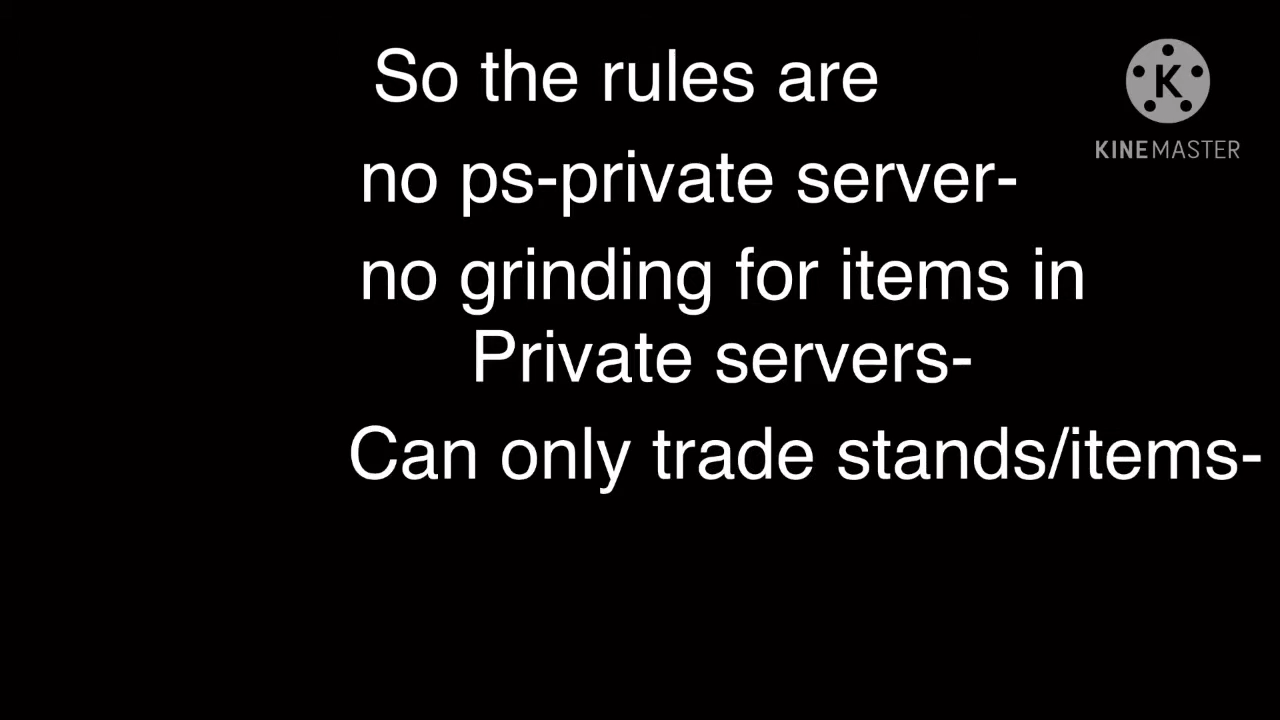 So the rules are
no ps-private server-
no grinding for items in
Private servers-
Can only trade stands/items-
K
KINEMASTER